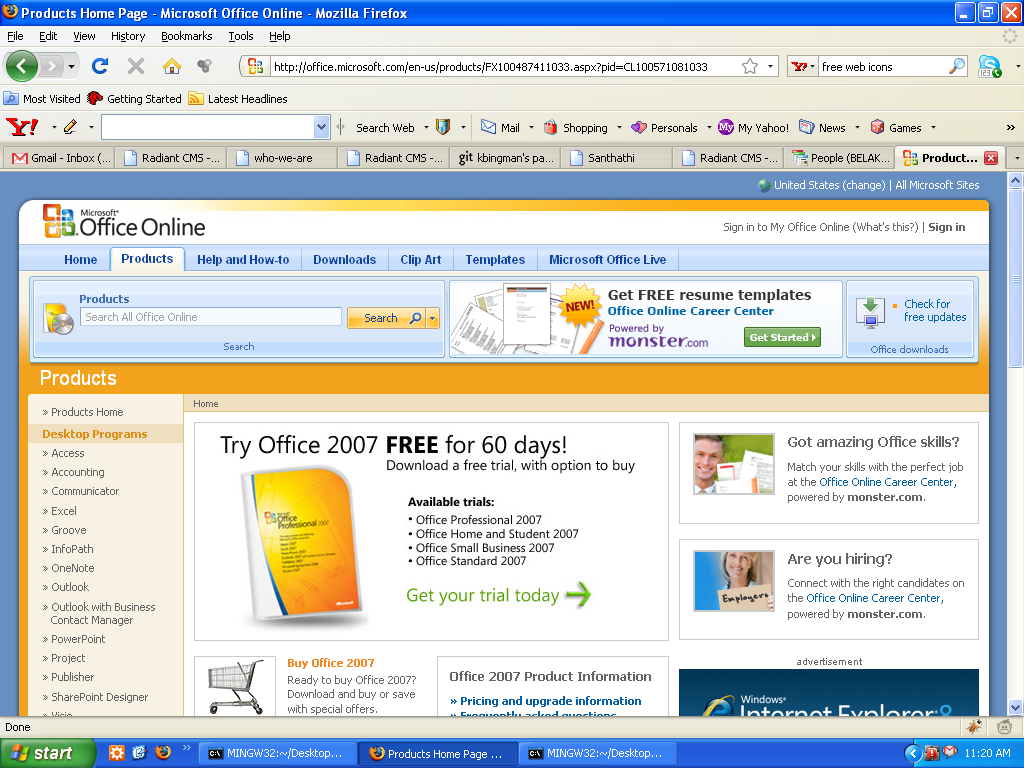 Products Home Page - Microsoft Office Online - Mozilla Firefox
File Edit View History Bookmarks Tools Help
http://office.microsoft.com/en-us/products/FX100487411033.aspx?pid=CL100571081033
free web icons
Most Visited Getting Started Latest Headlines
Y! Search Web Mail Shopping Personals My Yahoo! News Games »
Gmail - Inbox (... Radiant CMS -... who-we-are Radiant CMS -... git kbingman's pa... Santhathi Radiant CMS -... People (BELAK... Product...
United States (change) | All Microsoft Sites
Microsoft®
Office Online
Sign in to My Office Online (What's this?) | Sign in
Home Products Help and How-to Downloads Clip Art Templates Microsoft Office Live
Products
Search All Office Online
Search
Search
NEW!
Get FREE resume templates
Office Online Career Center
Powered by
monster.com
Get Started
Check for
free updates
Office downloads
Products
» Products Home
Desktop Programs
» Access
» Accounting
» Communicator
» Excel
» Groove
» InfoPath
» OneNote
» Outlook
» Outlook with Business
Contact Manager
» PowerPoint
» Project
» Publisher
» SharePoint Designer
» Visio
Home
Try Office 2007 FREE for 60 days!
Download a free trial, with option to buy
Office
Professional 2007
Microsoft
Available trials:
• Office Professional 2007
• Office Home and Student 2007
• Office Small Business 2007
• Office Standard 2007
Get your trial today
Buy Office 2007
Ready to buy Office 2007?
Download and buy or save
with special offers.
Office 2007 Product Information
» Pricing and upgrade information
» Frequently asked questions
Got amazing Office skills?
Match your skills with the perfect job
at the Office Online Career Center,
powered by monster.com.
Employers
Are you hiring?
Connect with the right candidates on
the Office Online Career Center,
powered by monster.com.
advertisement
Windows®
Internet Explorer 8
Done
start
» MINGW32:~/Desktop... Products Home Page ... MINGW32:~/Desktop... 11:20 AM